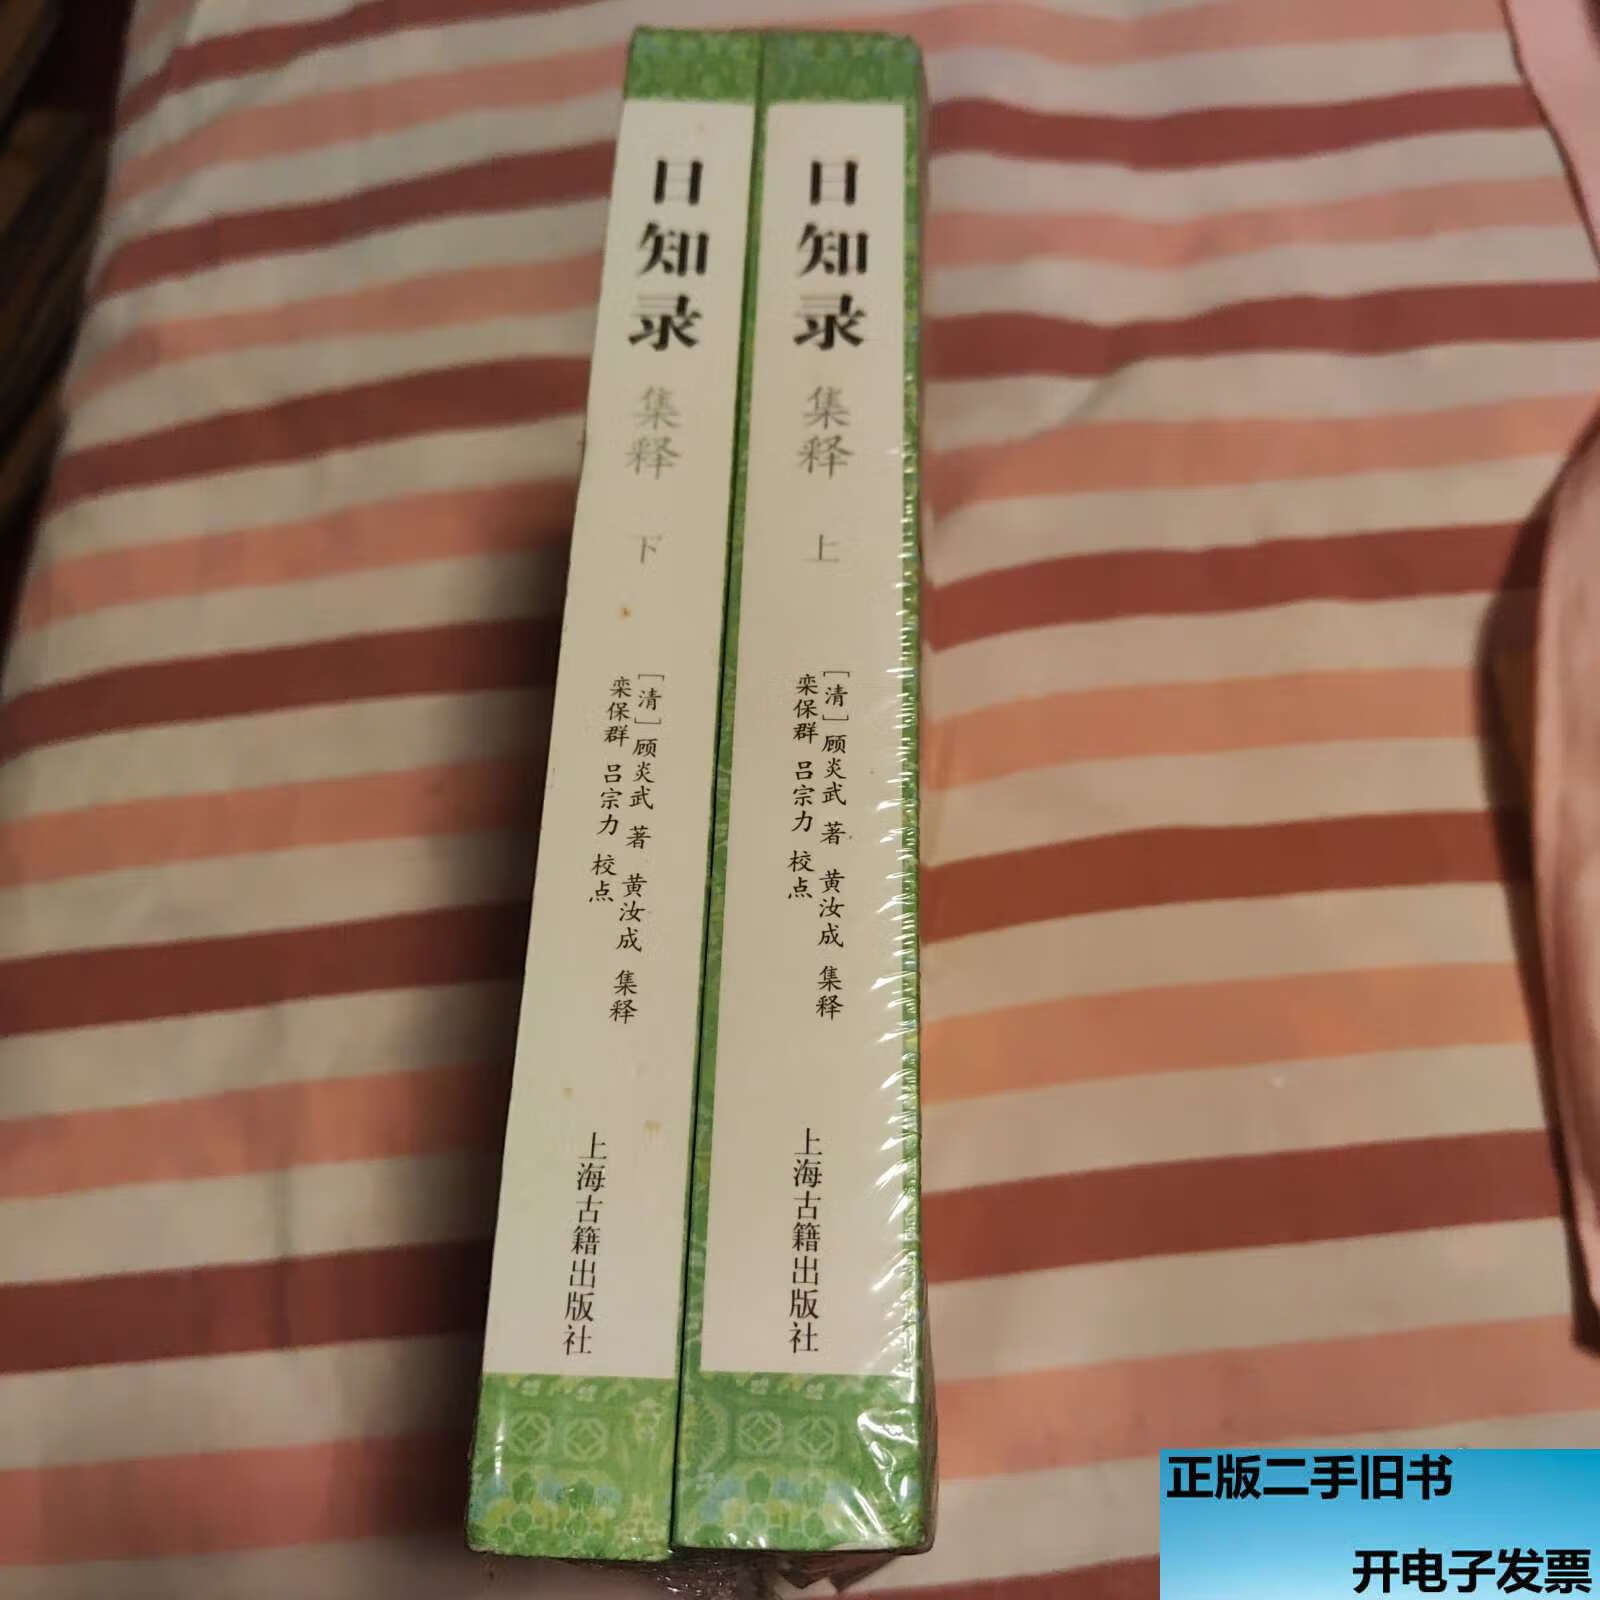 日知录 集释 下
[清]顾炎武 著 黄汝成 集释
栾保群 吕宗力 校点
上海古籍出版社
日知录 集释 上
[清]顾炎武 著 黄汝成 集释
栾保群 吕宗力 校点
上海古籍出版社
正版二手旧书
开电子发票